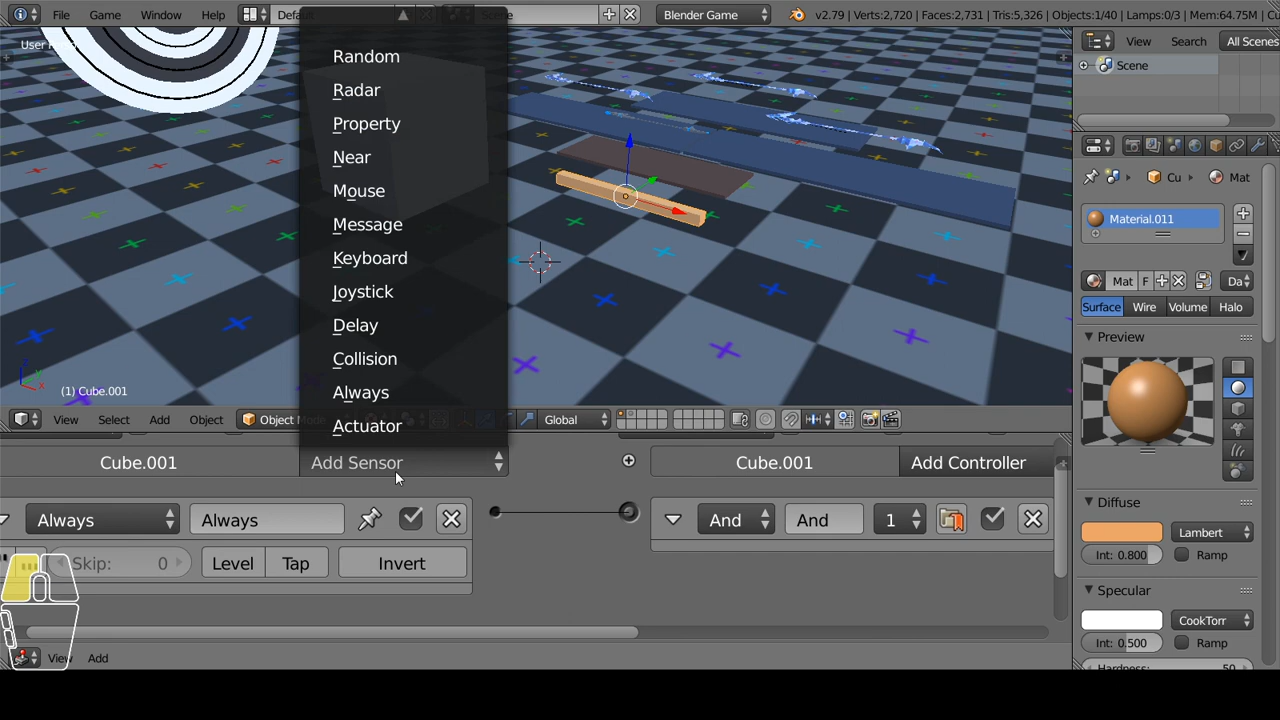 File Game Window Help Defa Scene Blender Game v2.79 | Verts:2,720 | Faces:2,731 | Tris:5,326 | Objects:1/40 | Lamps:0/3 | Mem:64.75M
User
View Search All Scenes
Scene
Random
Radar
Property
Near
Mouse
Message
Keyboard
Joystick
Delay
Collision
Always
Actuator
(1) Cube.001
View Select Add Object Object Mode Global
Cube.001 Add Sensor Cube.001 Add Controller
Always Always And And 1
Skip: 0 Level Tap Invert
View Add
Cu Mat
Material.011
Mat F Da
Surface Wire Volume Halo
Preview
Diffuse
Lambert
Int: 0.800 Ramp
Specular
CookTorr
Int: 0.500 Ramp
Hardness: 50